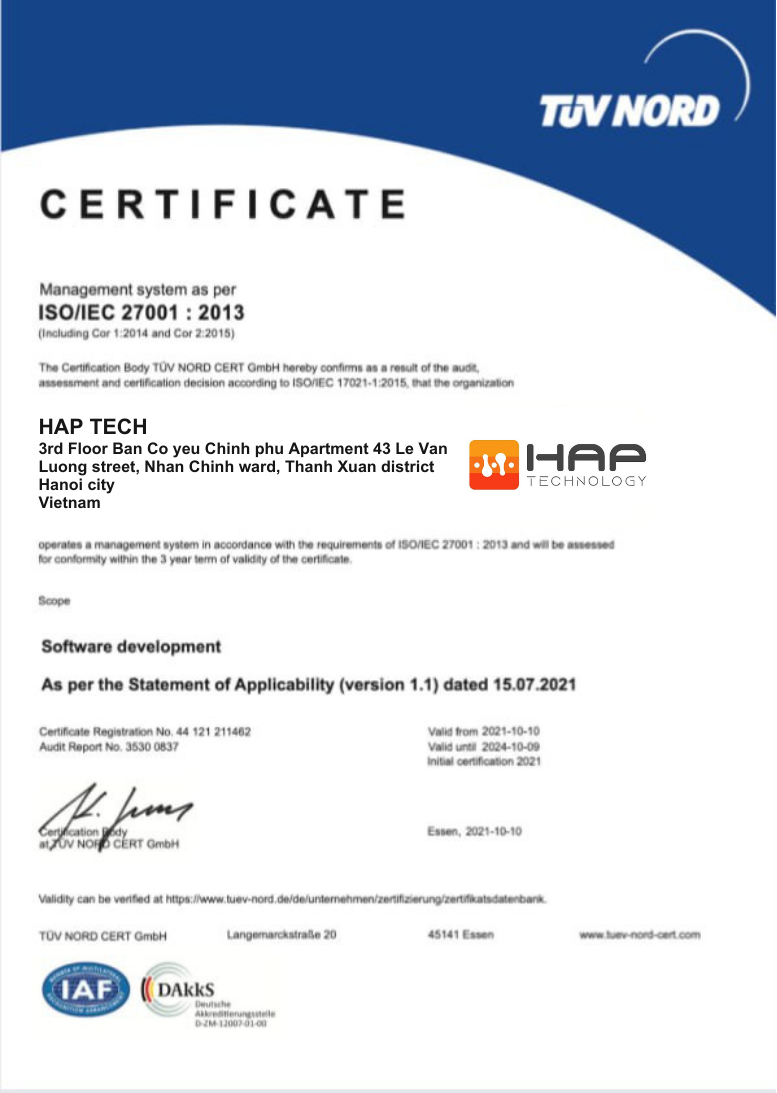 TÜV NORD
CERTIFICATE
Management system as per
ISO/IEC 27001 : 2013
(Including Cor 1:2014 and Cor 2:2015)
The Certification Body TÜV NORD CERT GmbH hereby confirms as a result of the audit,
assessment and certification decision according to ISO/IEC 17021-1:2015, that the organization
HAP TECH
3rd Floor Ban Co yeu Chinh phu Apartment 43 Le Van
Luong street, Nhan Chinh ward, Thanh Xuan district
Hanoi city
Vietnam
HAP
TECHNOLOGY
operates a management system in accordance with the requirements of ISO/IEC 27001 : 2013 and will be assessed
for conformity within the 3 year term of validity of the certificate.
Scope
Software development
As per the Statement of Applicability (version 1.1) dated 15.07.2021
Certificate Registration No. 44 121 211462
Audit Report No. 3530 0837
Valid from 2021-10-10
Valid until 2024-10-09
Initial certification 2021
Certification Body
at TÜV NORD CERT GmbH
Essen, 2021-10-10
Validity can be verified at https://www.tuev-nord.de/de/unternehmen/zertifizierung/zertifikatsdatenbank.
TÜV NORD CERT GmbH Langemarckstraße 20 45141 Essen www.tuev-nord-cert.com
MEMBER OF MULTILATERAL
IAF
RECOGNITION ARRANGEMENT
DAkkS
Deutsche
Akkreditierungsstelle
D-ZM-12007-01-00